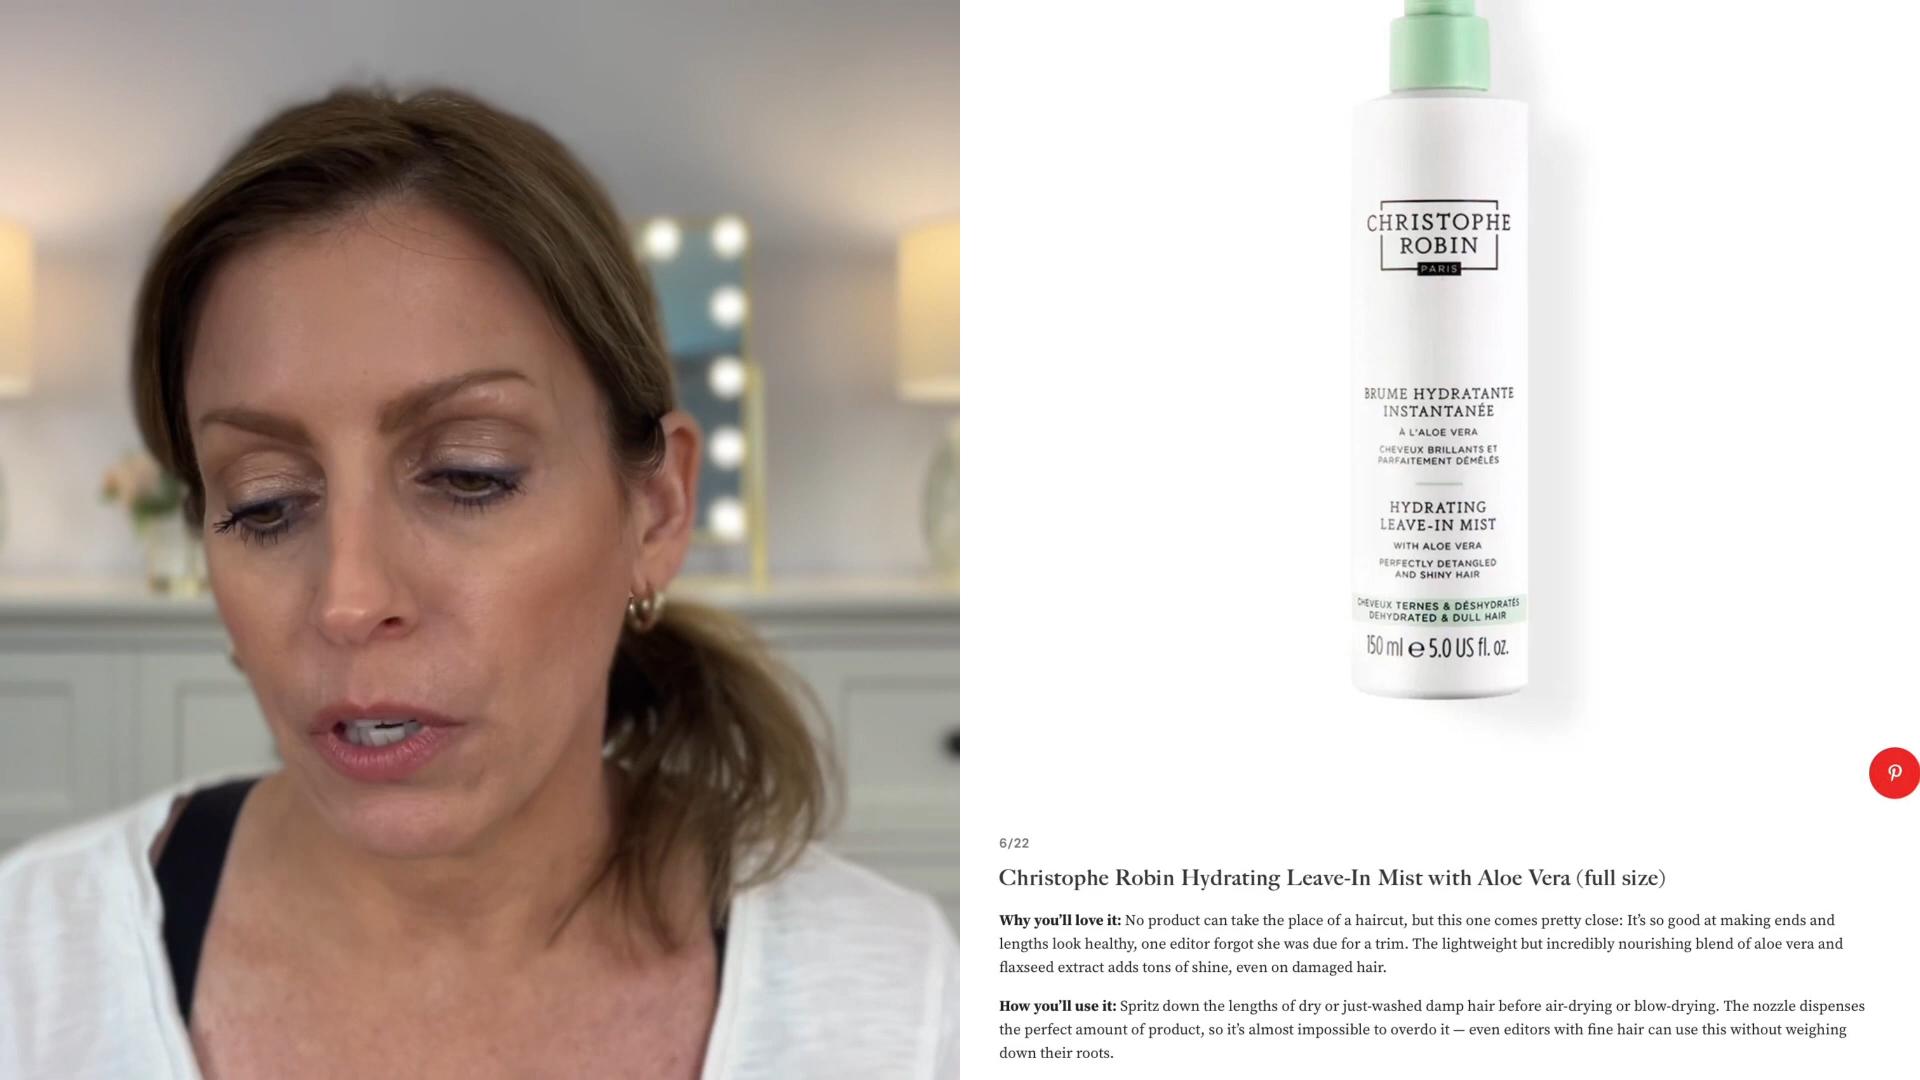 CHRISTOPHE
ROBIN
PARIS
BRUME HYDRATANTE
INSTANTANÉE
À L'ALOE VERA
CHEVEUX BRILLANTS ET
PARFAITEMENT DÉMÊLÉS
HYDRATING
LEAVE-IN MIST
WITH ALOE VERA
PERFECTLY DETANGLED
AND SHINY HAIR
CHEVEUX TERNES & DÉSHYDRATÉS
DEHYDRATED & DULL HAIR
150 ml e 5.0 US fl. oz.
6/22
Christophe Robin Hydrating Leave-In Mist with Aloe Vera (full size)
Why you'll love it: No product can take the place of a haircut, but this one comes pretty close: It's so good at making ends and
lengths look healthy, one editor forgot she was due for a trim. The lightweight but incredibly nourishing blend of aloe vera and
flaxseed extract adds tons of shine, even on damaged hair.
How you'll use it: Spritz down the lengths of dry or just-washed damp hair before air-drying or blow-drying. The nozzle dispenses
the perfect amount of product, so it's almost impossible to overdo it — even editors with fine hair can use this without weighing
down their roots.